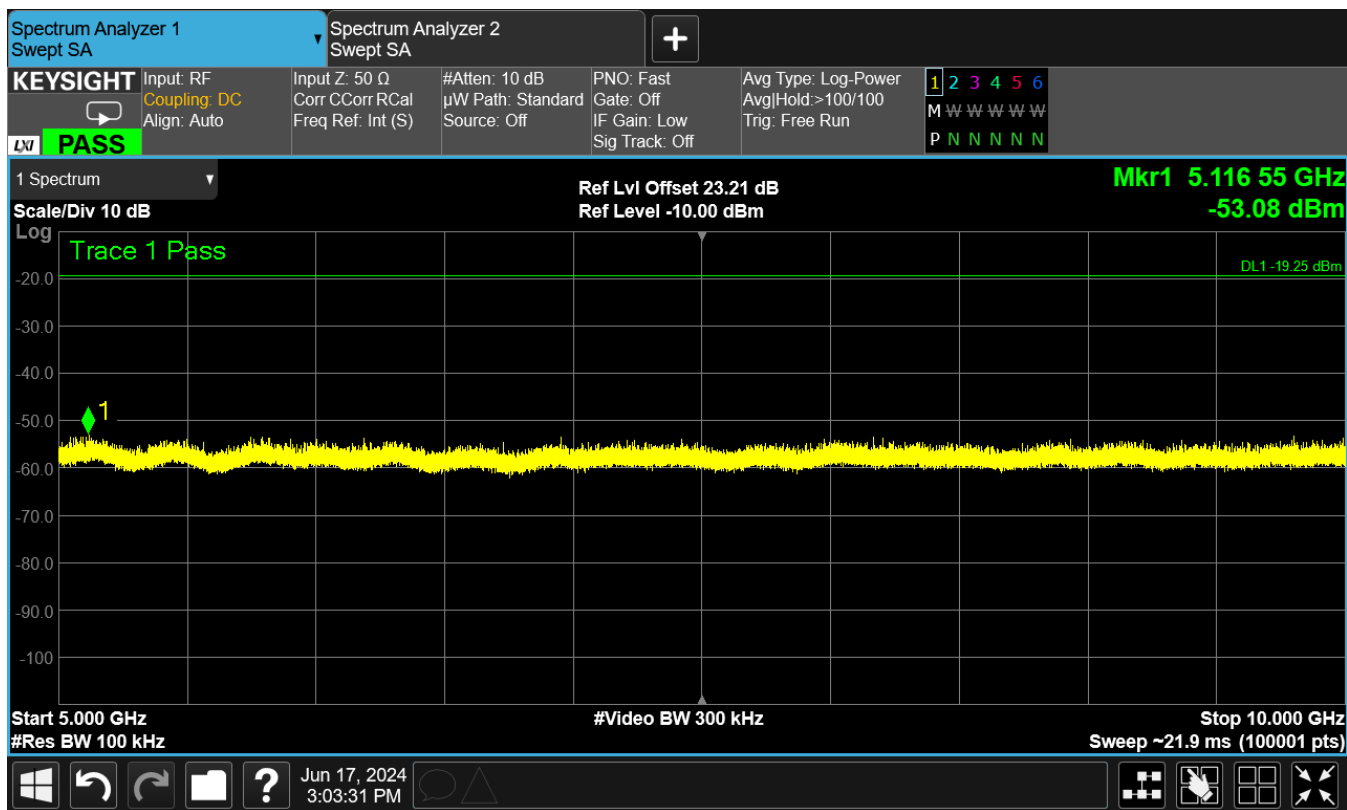 Spectrum Analyzer 1
Swept SA
Spectrum Analyzer 2
Swept SA
KEYSIGHT
LXI PASS
Input: RF
Coupling: DC
Align: Auto
Input Z: 50 Ω
Corr CCorr RCal
Freq Ref: Int (S)
#Atten: 10 dB
µW Path: Standard
Source: Off
PNO: Fast
Gate: Off
IF Gain: Low
Sig Track: Off
Avg Type: Log-Power
Avg|Hold:>100/100
Trig: Free Run
1 2 3 4 5 6
M W W W W W
P N N N N N
1 Spectrum
Scale/Div 10 dB
Ref Lvl Offset 23.21 dB
Ref Level -10.00 dBm
Mkr1 5.116 55 GHz
-53.08 dBm
Log
Trace 1 Pass
DL1 -19.25 dBm
-20.0
-30.0
-40.0
1
-50.0
-60.0
-70.0
-80.0
-90.0
-100
Start 5.000 GHz
#Video BW 300 kHz
Stop 10.000 GHz
#Res BW 100 kHz
Sweep ~21.9 ms (100001 pts)
?
Jun 17, 2024
3:03:31 PM